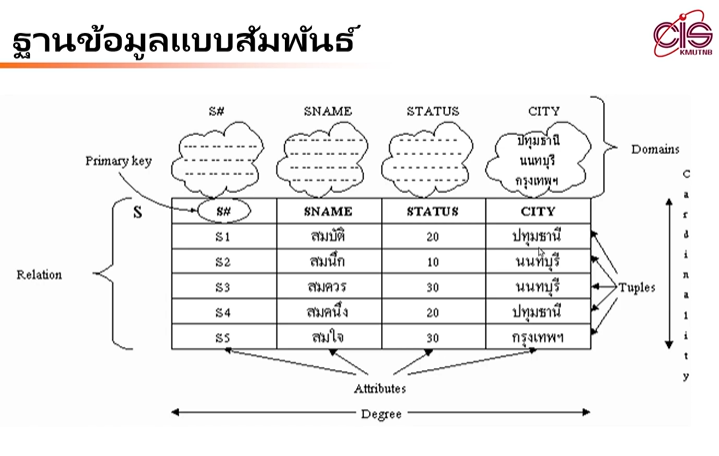 ฐานข้อมูลแบบสัมพันธ์
CIS
KMUTNB
S# SNAME STATUS CITY
ปทุมธานี
นนทบุรี
กรุงเทพฯ
Domains
Primary key
Cardinality
S
S# SNAME STATUS CITY
S1 สมบัติ 20 ปทุมธานี
S2 สมนึก 10 นนทบุรี
S3 สมควร 30 นนทบุรี
S4 สมคนึง 20 ปทุมธานี
S5 สมใจ 30 กรุงเทพฯ
Relation
Tuples
Attributes
Degree